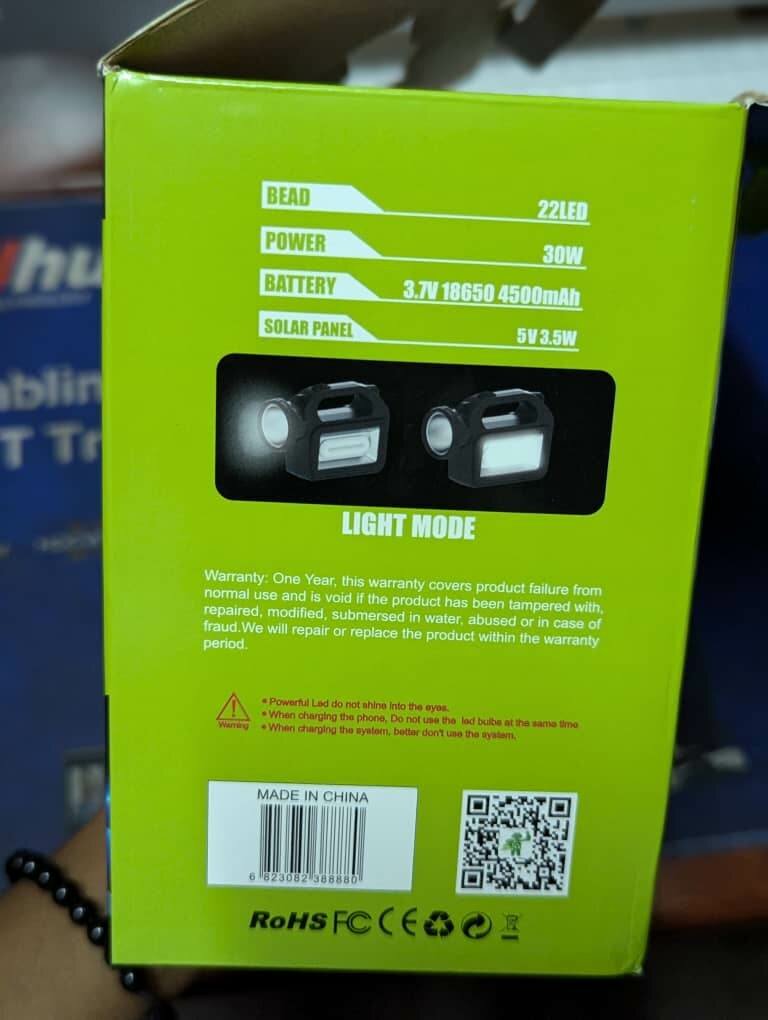 BEAD 22LED
POWER 30W
BATTERY 3.7V 18650 4500mAh
SOLAR PANEL 5V 3.5W
LIGHT MODE
Warranty: One Year, this warranty covers product failure from
normal use and is void if the product has been tampered with,
repaired, modified, submersed in water, abused or in case of
fraud.We will repair or replace the product within the warranty
period.
Warning
• Powerful Led do not shine into the eyes.
• When charging the phone, Do not use the led bulbs at the same time
• When charging the system, better don't use the system.
MADE IN CHINA
6 823082 388880
RoHS FC CE
hu
ablin
T Tr